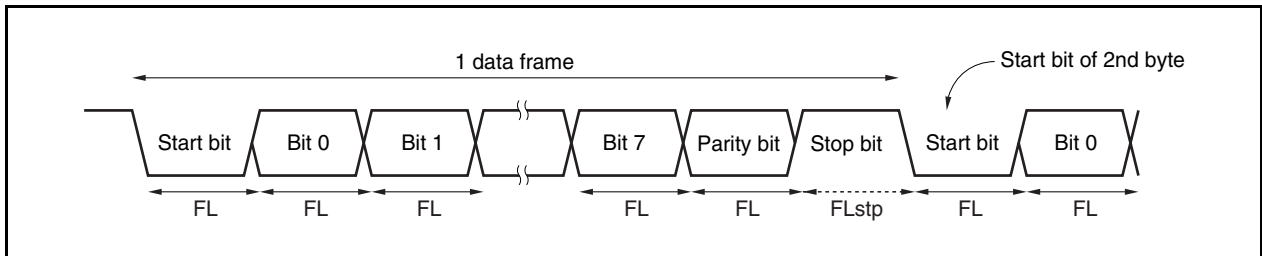 1 data frame
Start bit of 2nd byte
Start bit Bit 0 Bit 1 Bit 7 Parity bit Stop bit Start bit Bit 0
FL FL FL FL FL FLstp FL FL